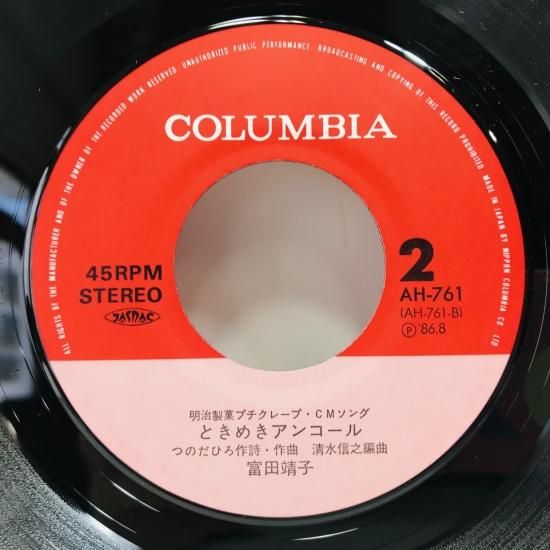 ALL RIGHTS OF THE MANUFACTURER AND OF THE OWNER OF THE RECORDED WORK RESERVED. UNAUTHORIZED PUBLIC PERFORMANCE BROADCASTING AND COPYING OF THIS RECORD PROHIBITED MADE IN JAPAN BY NIPPON COLUMBIA CO., LTD
COLUMBIA
45RPM
STEREO
JASRAC
2
AH-761
(AH-761-B)
Ⓟ '86.8
明治製菓プチクレープ・CMソング
ときめきアンコール
つのだひろ作詩・作曲 清水信之編曲
富田靖子